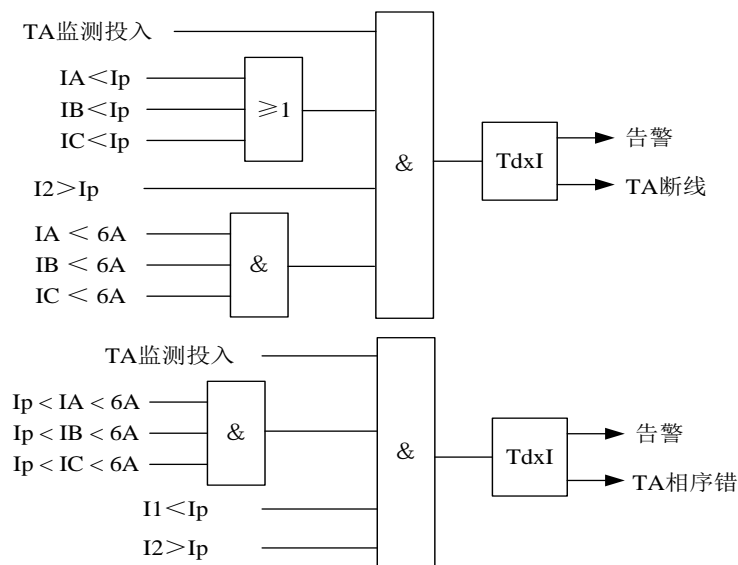 TA监测投入
IA＜Ip
IB＜Ip
IC＜Ip
≥1
I2＞Ip
IA ＜ 6A
IB ＜ 6A
IC ＜ 6A
&
&
TdxI
告警
TA断线
TA监测投入
Ip < IA < 6A
Ip < IB < 6A
Ip < IC < 6A
&
I1＜Ip
I2＞Ip
&
TdxI
告警
TA相序错